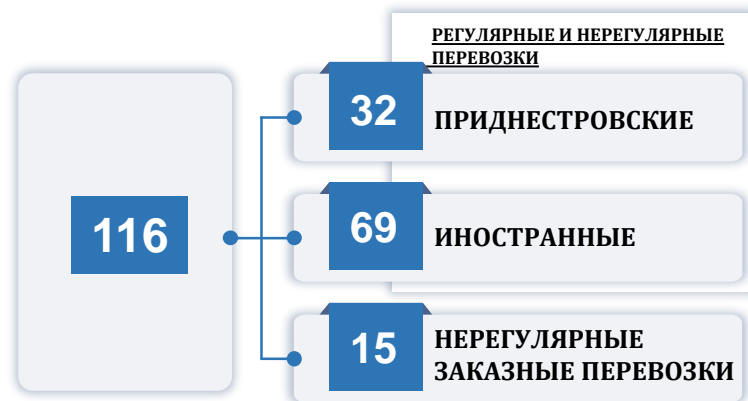 РЕГУЛЯРНЫЕ И НЕРЕГУЛЯРНЫЕ
ПЕРЕВОЗКИ
116
32
ПРИДНЕСТРОВСКИЕ
69
ИНОСТРАННЫЕ
15
НЕРЕГУЛЯРНЫЕ
ЗАКАЗНЫЕ ПЕРЕВОЗКИ